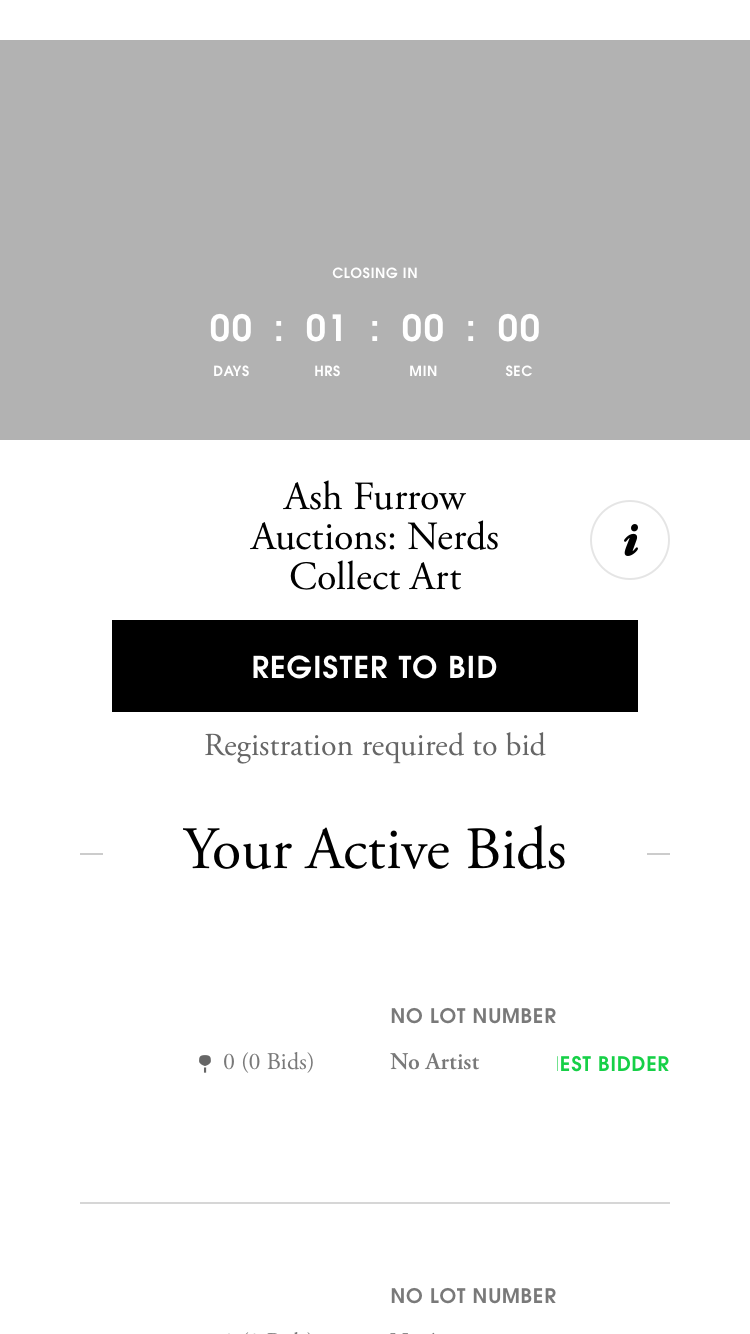 CLOSING IN
00 : 01 : 00 : 00
DAYS HRS MIN SEC
Ash Furrow
Auctions: Nerds
Collect Art
i
REGISTER TO BID
Registration required to bid
Your Active Bids
NO LOT NUMBER
0 (0 Bids) No Artist EST BIDDER
NO LOT NUMBER